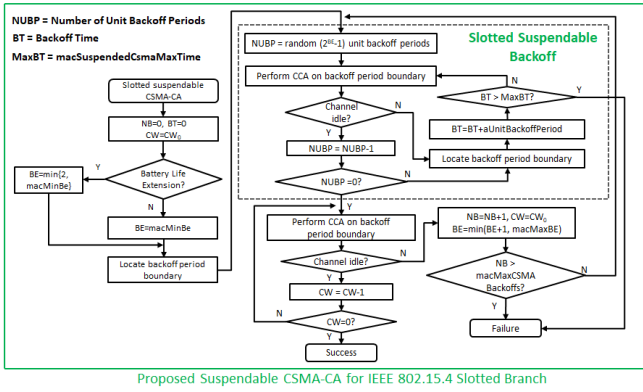 NUBP = Number of Unit Backoff Periods
BT = Backoff Time
MaxBT = macSuspendedCsmaMaxTime
Slotted suspendable
CSMA-CA
NB=0, BT=0
CW=CW₀
Battery Life
Extension?
Y
N
BE=min(2,
macMinBe)
BE=macMinBe
Locate backoff period
boundary
Slotted Suspendable
Backoff
NUBP = random (2^BE-1) unit backoff periods
Perform CCA on backoff period boundary
Channel
idle?
N
Y
NUBP = NUBP-1
NUBP =0?
N
Y
N
BT > MaxBT?
Y
BT=BT+aUnitBackoffPeriod
Locate backoff period boundary
Perform CCA on backoff
period boundary
Channel idle?
N
Y
CW = CW-1
N
CW=0?
Y
Success
NB=NB+1, CW=CW₀
BE=min(BE+1, macMaxBE)
NB >
macMaxCSMA
Backoffs?
N
Y
Failure
Proposed Suspendable CSMA-CA for IEEE 802.15.4 Slotted Branch